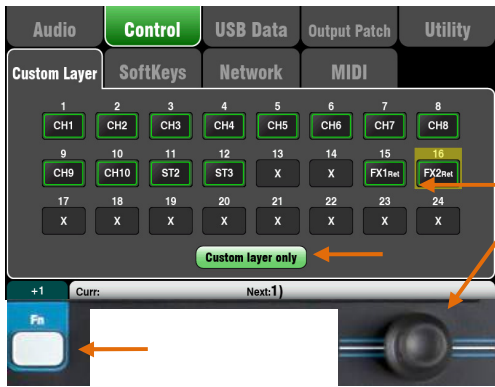 Audio Control USB Data Output Patch Utility
Custom Layer SoftKeys Network MIDI
1 2 3 4 5 6 7 8
CH1 CH2 CH3 CH4 CH5 CH6 CH7 CH8
9 10 11 12 13 14 15 16
CH9 CH10 ST2 ST3 X X FX1Ret FX2Ret
17 18 19 20 21 22 23 24
X X X X X X X X
Custom layer only
+1 Curr: Next:1)
Fn